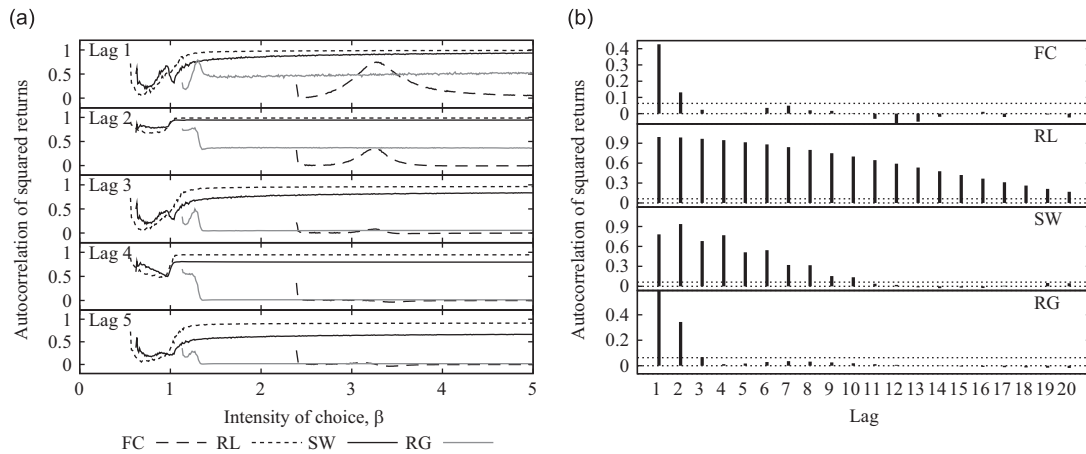 (a)
Autocorrelation of squared returns
Lag 1
1
0.5
0
Lag 2
1
0.5
0
Lag 3
1
0.5
0
Lag 4
1
0.5
0
Lag 5
1
0.5
0
0 1 2 3 4 5
Intensity of choice, β
FC RL SW RG
(b)
Autocorrelation of squared returns
FC
0.4
0.2
0.1
0
RL
0.9
0.6
0.3
0
SW
0.9
0.6
0.3
0
RG
0.4
0.2
0.1
0
1 2 3 4 5 6 7 8 9 10 11 12 13 14 15 16 17 18 19 20
Lag